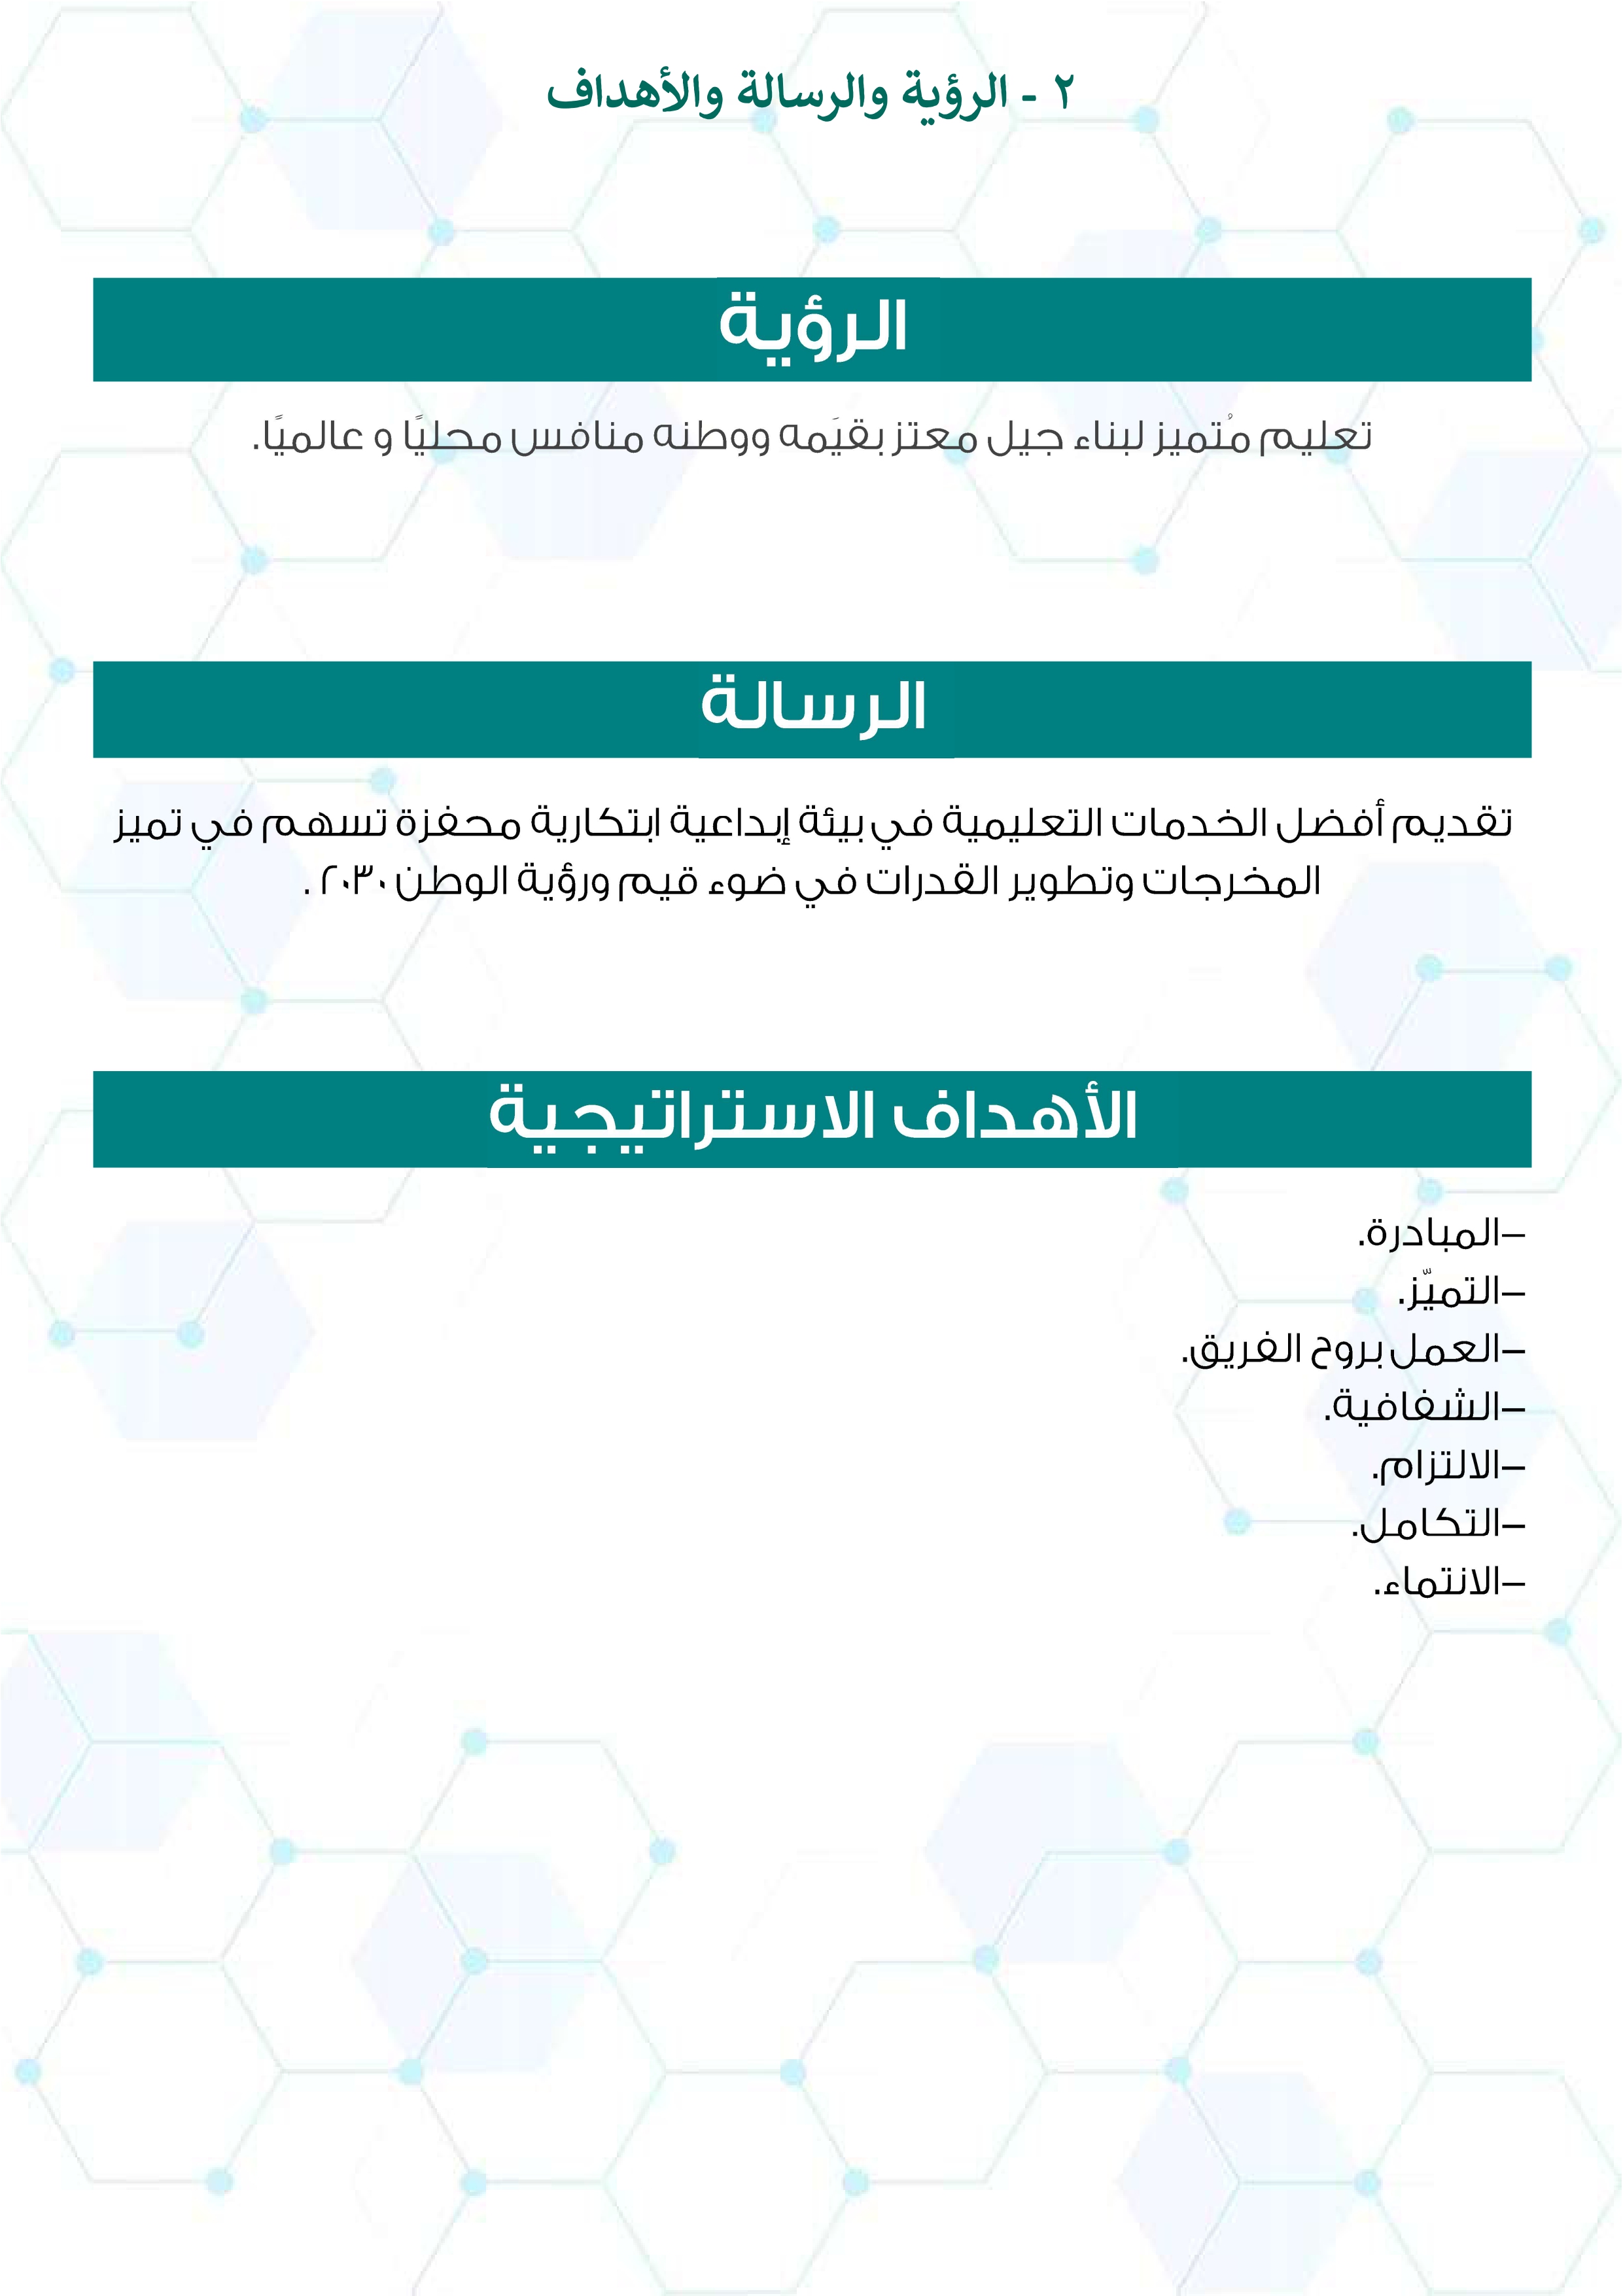 ٢ - الرؤية والرسالة والأهداف
الرؤية
تعليم مُتميز لبناء جيل معتز بقيَمه ووطنه منافس محليًا و عالميًا.
الرسالة
تقديم أفضل الخدمات التعليمية في بيئة إبداعية ابتكارية محفزة تسهم في تميز
المخرجات وتطوير القدرات في ضوء قيم ورؤية الوطن ٢٠٣٠ .
الأهداف الاستراتيجية
–المبادرة.
–التميّز.
–العمل بروح الفريق.
–الشفافية.
–الالتزام.
–التكامل.
–الانتماء.